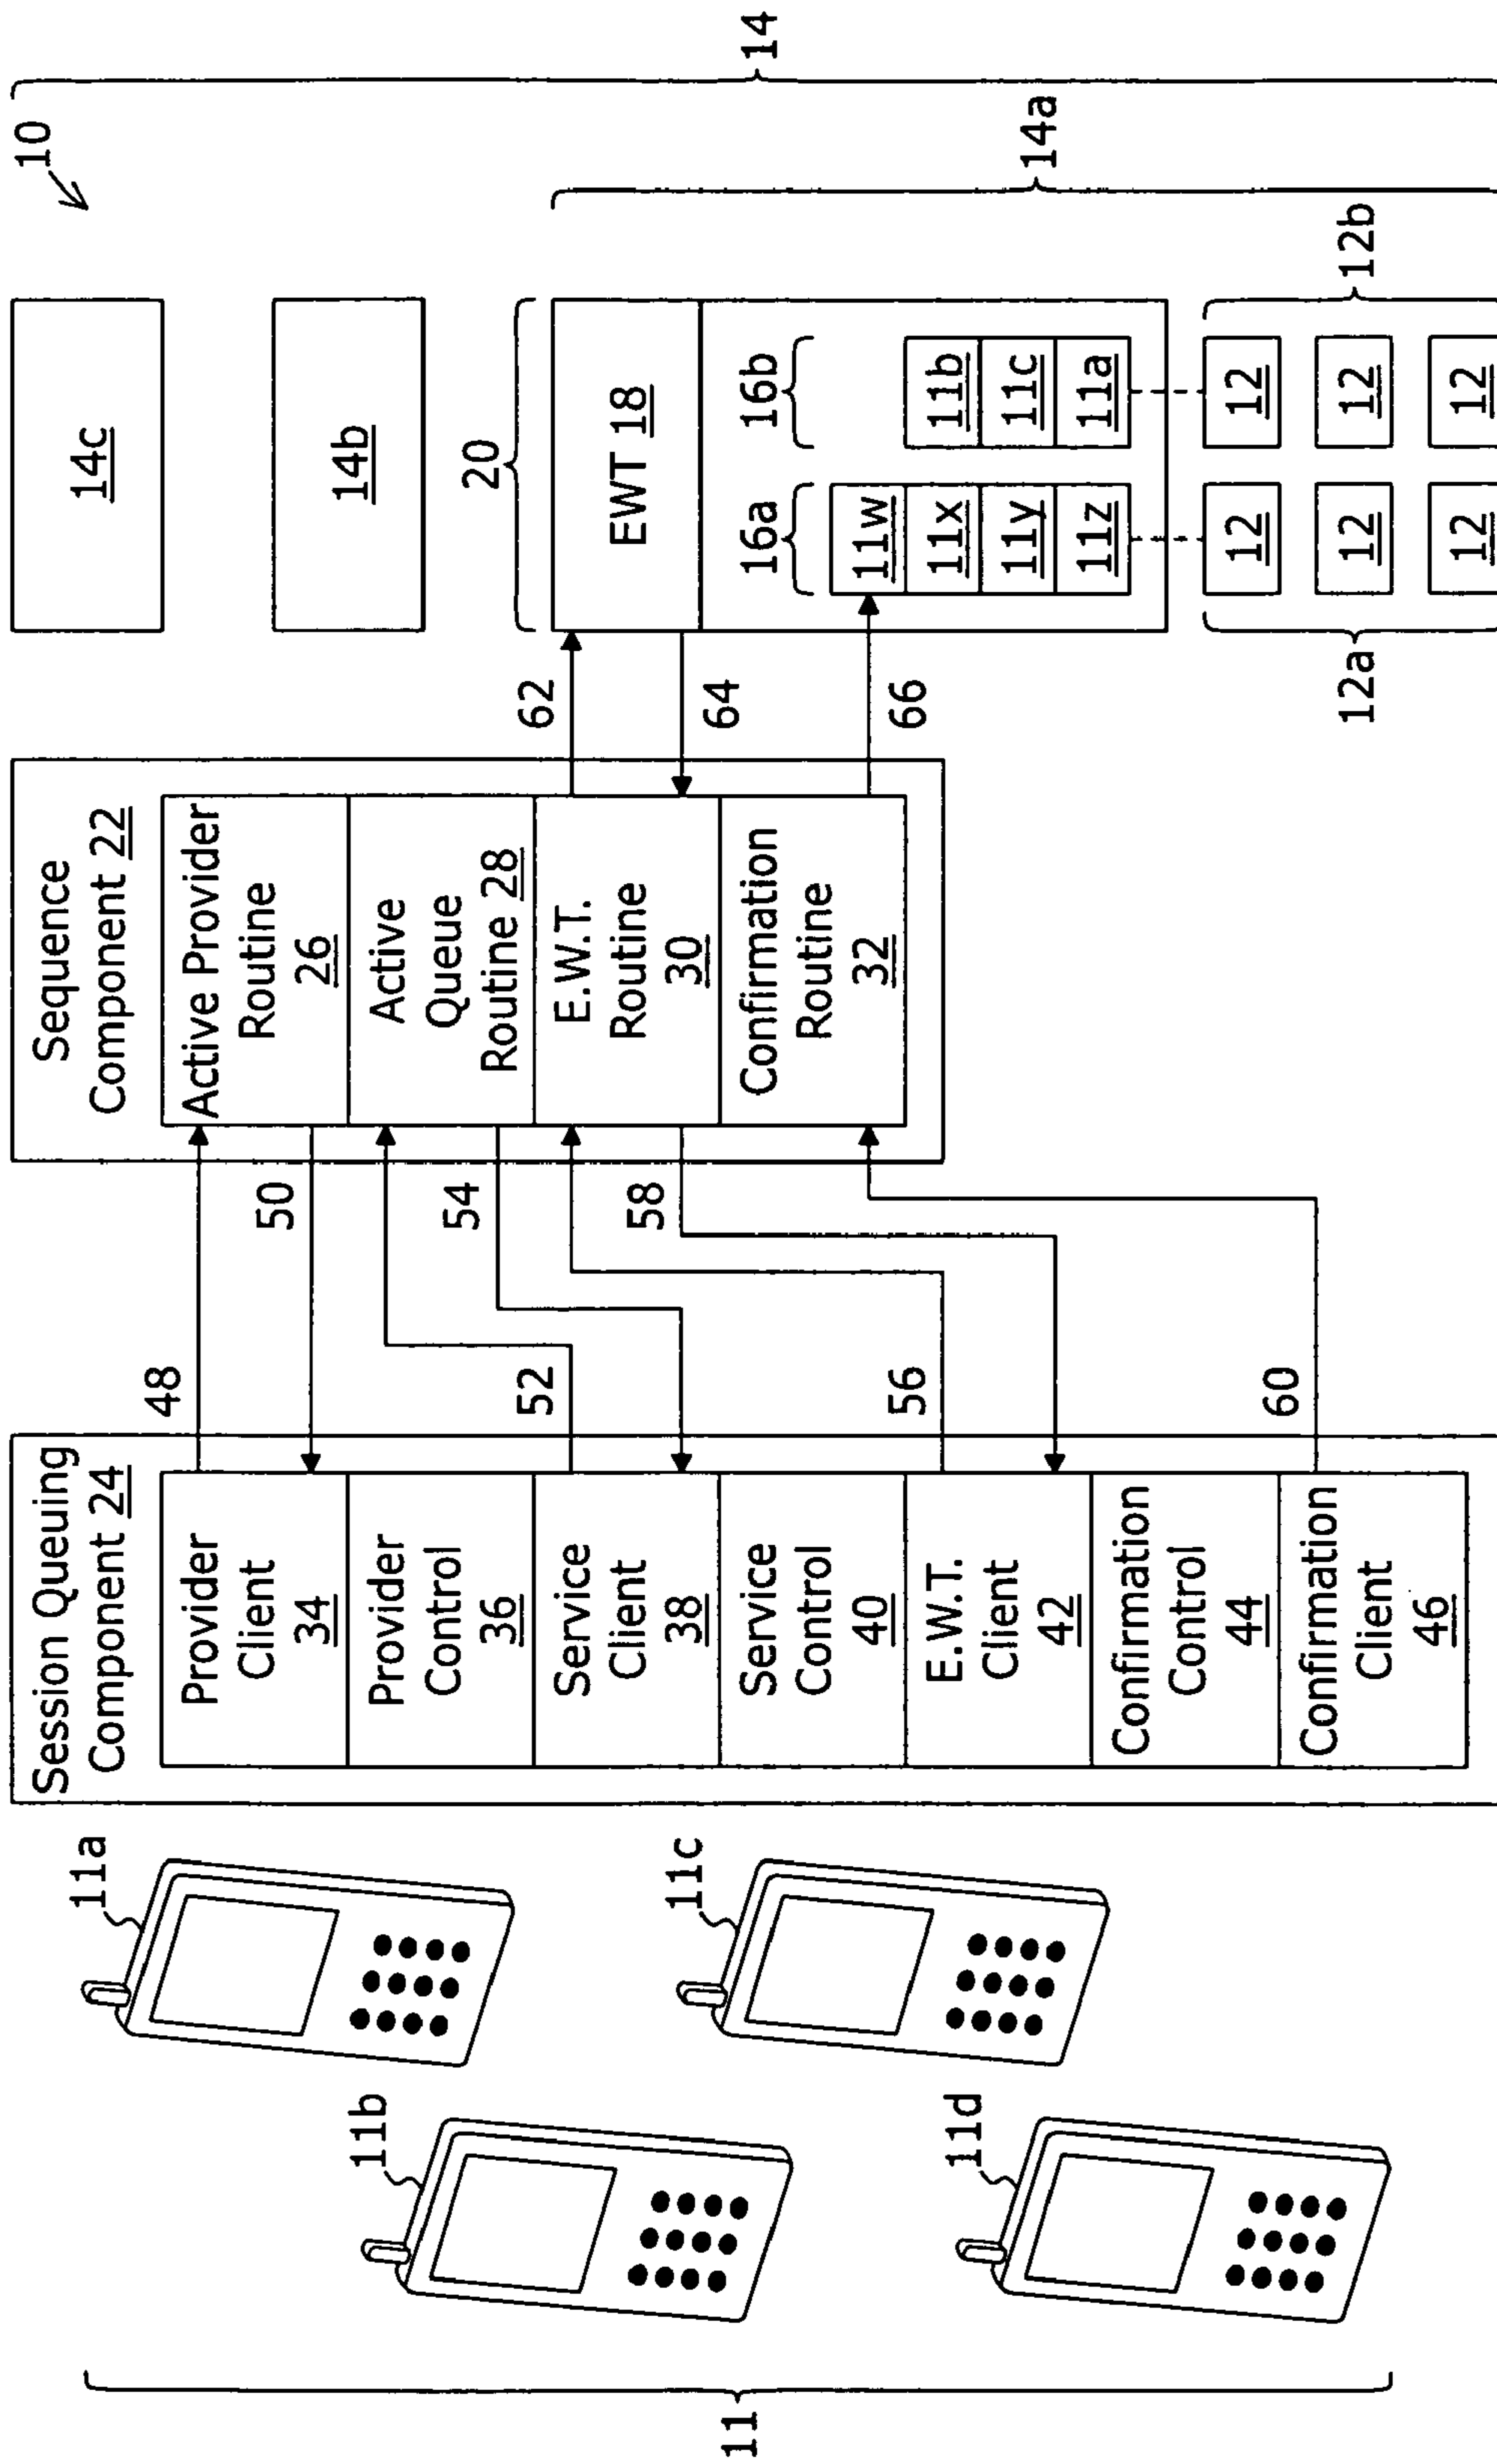 10
11
11a
11b
11c
11d
Session Queuing
Component 24
Provider
Client
34
Provider
Control
36
Service
Client
38
Service
Control
40
E.W.T.
Client
42
Confirmation
Control
44
Confirmation
Client
46
48
50
52
54
56
58
60
Sequence
Component 22
Active Provider
Routine
26
Active
Queue
Routine 28
E.W.T.
Routine
30
Confirmation
Routine
32
62
64
66
14c
14b
20
EWT 18
16a
16b
11w
11x
11y
11z
11b
11c
11a
12
12
12
12
12
12
12a
12b
14a
14